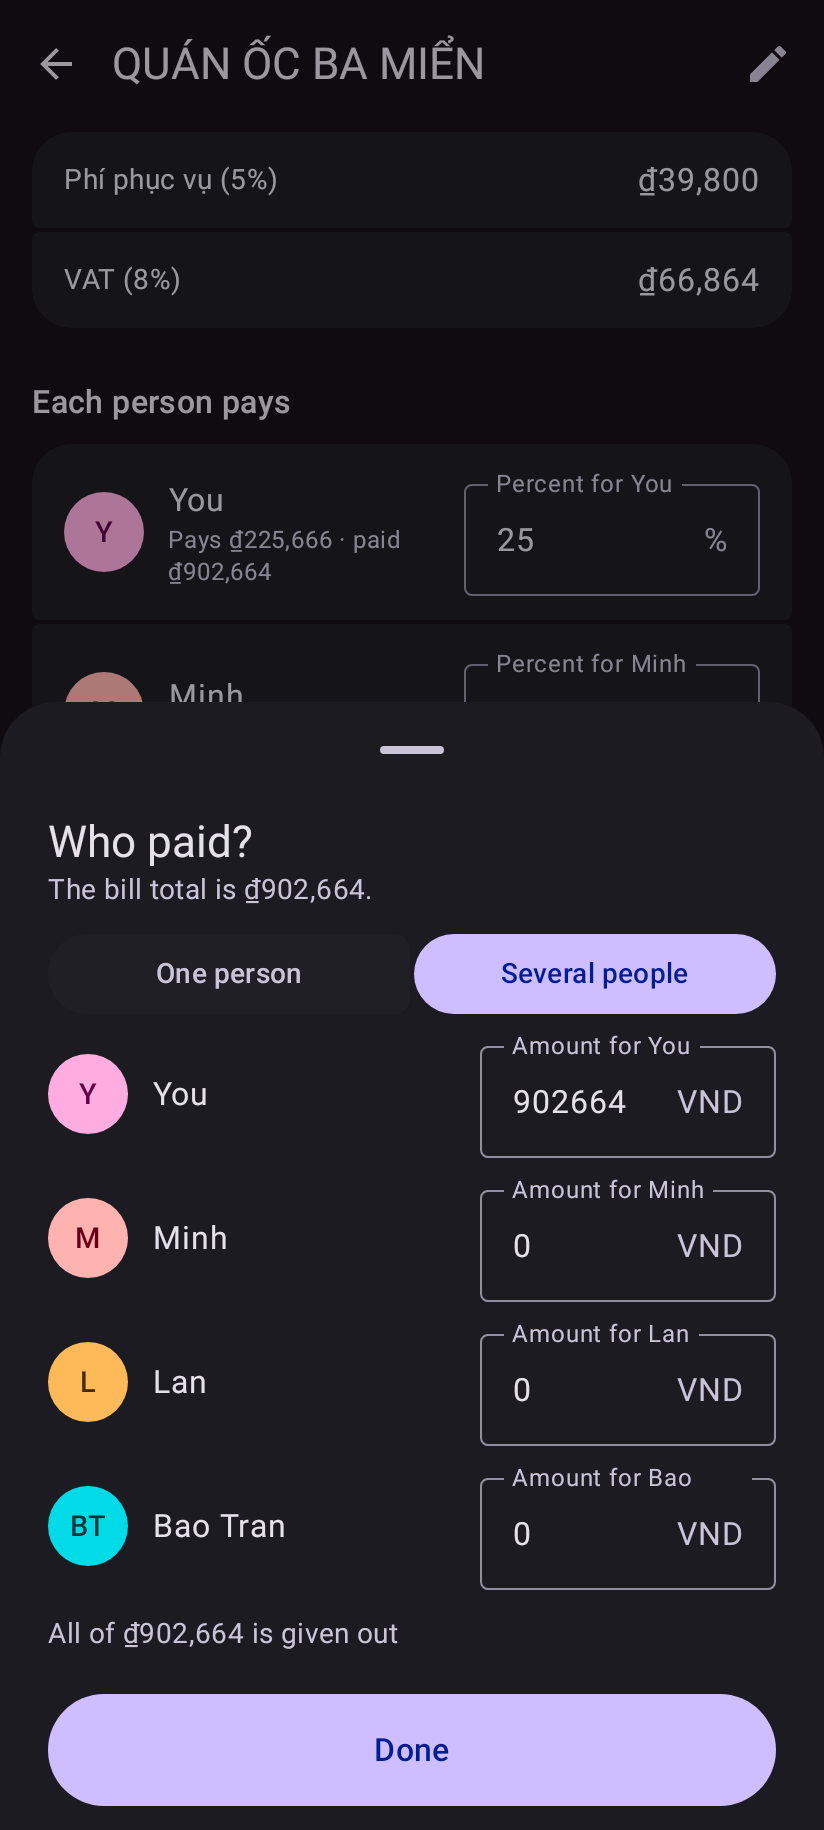 QUÁN ỐC BA MIỂN
Phí phục vụ (5%)
₫39,800
VAT (8%)
₫66,864
Each person pays
Y
You
Pays ₫225,666 · paid
₫902,664
Percent for You
25
%
Minh
Percent for Minh
Who paid?
The bill total is ₫902,664.
One person
Several people
Y
You
Amount for You
902664
VND
M
Minh
Amount for Minh
0
VND
L
Lan
Amount for Lan
0
VND
BT
Bao Tran
Amount for Bao
0
VND
All of ₫902,664 is given out
Done